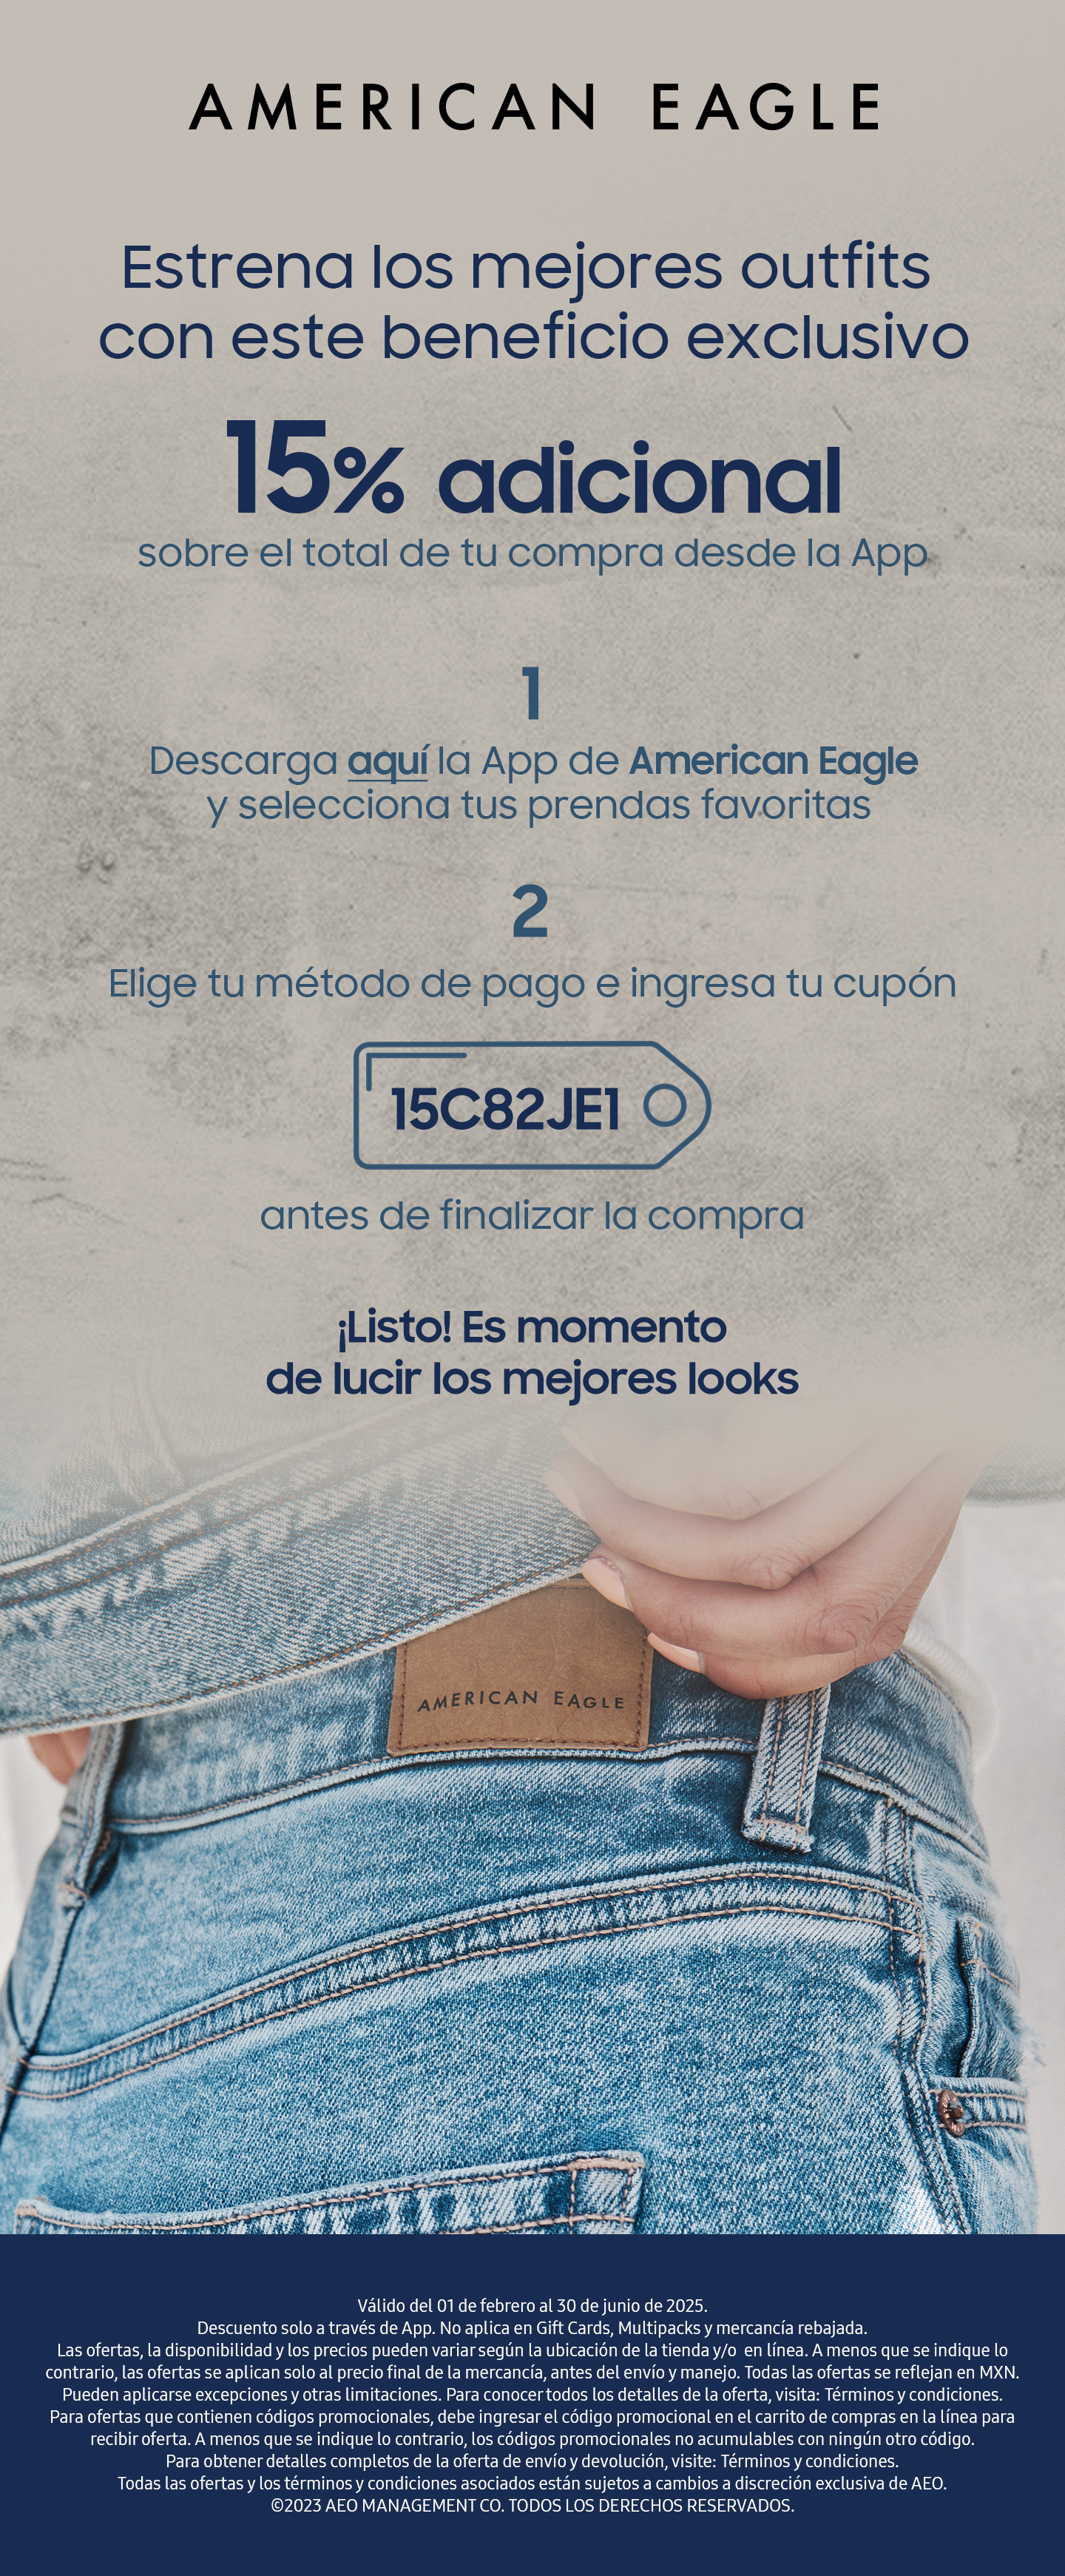 AMERICAN EAGLE
Estrena los mejores outfits
con este beneficio exclusivo
15% adicional
sobre el total de tu compra desde la App
1
Descarga aquí la App de American Eagle
y selecciona tus prendas favoritas
2
Elige tu método de pago e ingresa tu cupón
15C82JE1
antes de finalizar la compra
¡Listo! Es momento
de lucir los mejores looks
AMERICAN EAGLE
Válido del 01 de febrero al 30 de junio de 2025.
Descuento solo a través de App. No aplica en Gift Cards, Multipacks y mercancía rebajada.
Las ofertas, la disponibilidad y los precios pueden variar según la ubicación de la tienda y/o en línea. A menos que se indique lo
contrario, las ofertas se aplican solo al precio final de la mercancía, antes del envío y manejo. Todas las ofertas se reflejan en MXN.
Pueden aplicarse excepciones y otras limitaciones. Para conocer todos los detalles de la oferta, visita: Términos y condiciones.
Para ofertas que contienen códigos promocionales, debe ingresar el código promocional en el carrito de compras en la línea para
recibir oferta. A menos que se indique lo contrario, los códigos promocionales no acumulables con ningún otro código.
Para obtener detalles completos de la oferta de envío y devolución, visite: Términos y condiciones.
Todas las ofertas y los términos y condiciones asociados están sujetos a cambios a discreción exclusiva de AEO.
©2023 AEO MANAGEMENT CO. TODOS LOS DERECHOS RESERVADOS.